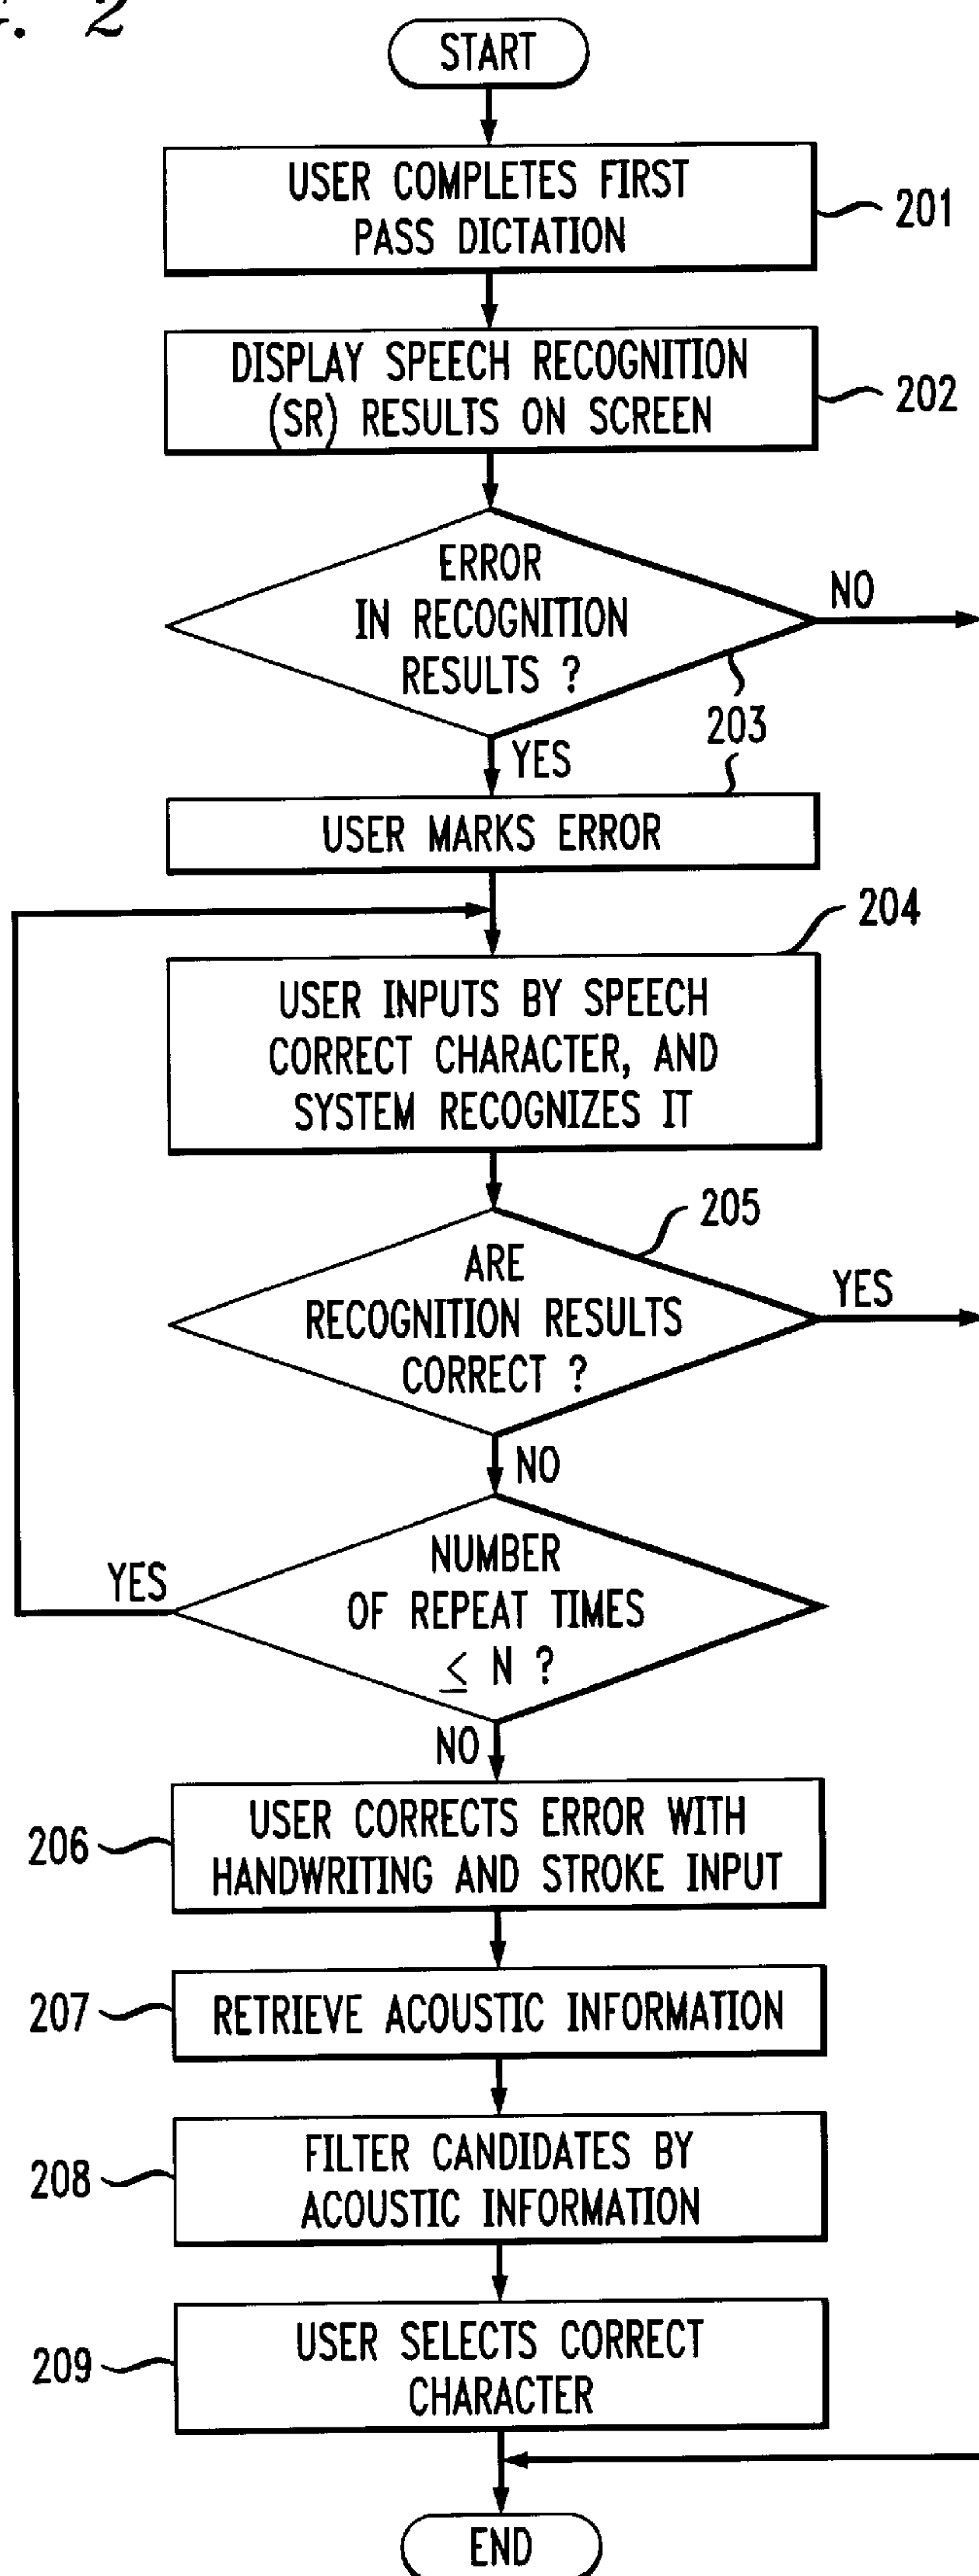 2
START
USER COMPLETES FIRST
PASS DICTATION
201
DISPLAY SPEECH RECOGNITION
(SR) RESULTS ON SCREEN
202
ERROR
IN RECOGNITION
RESULTS ?
NO
203
YES
USER MARKS ERROR
204
USER INPUTS BY SPEECH
CORRECT CHARACTER, AND
SYSTEM RECOGNIZES IT
205
ARE
RECOGNITION RESULTS
CORRECT ?
YES
NO
NUMBER
OF REPEAT TIMES
≤ N ?
YES
NO
206
USER CORRECTS ERROR WITH
HANDWRITING AND STROKE INPUT
207
RETRIEVE ACOUSTIC INFORMATION
208
FILTER CANDIDATES BY
ACOUSTIC INFORMATION
209
USER SELECTS CORRECT
CHARACTER
END